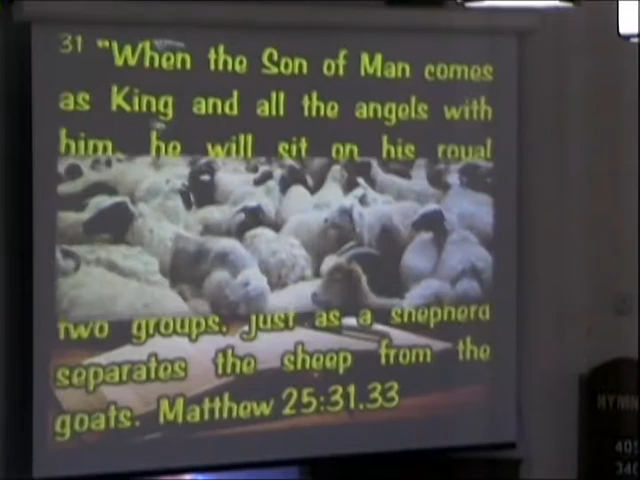 31 "When the Son of Man comes
as King and all the angels with
him, he will sit on his royal
two groups, just as a shepherd
separates the sheep from the
goats. Matthew 25:31.33
HYMN